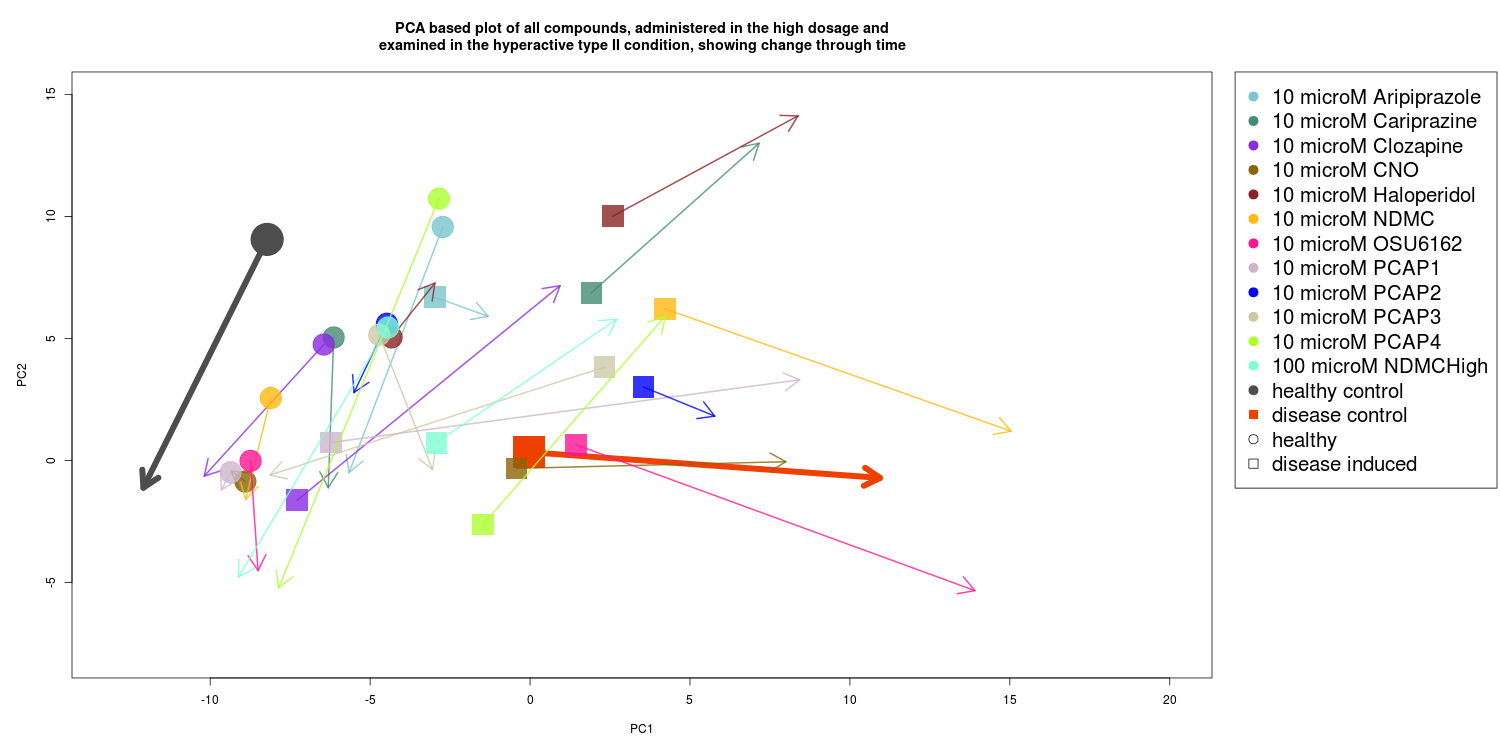 PCA based plot of all compounds, administered in the high dosage and
examined in the hyperactive type II condition, showing change through time
PC2
15
10
5
0
-5
-10
-5
0
5
10
15
20
PC1
10 microM Aripiprazole
10 microM Cariprazine
10 microM Clozapine
10 microM CNO
10 microM Haloperidol
10 microM NDMC
10 microM OSU6162
10 microM PCAP1
10 microM PCAP2
10 microM PCAP3
10 microM PCAP4
100 microM NDMCHigh
healthy control
disease control
healthy
disease induced